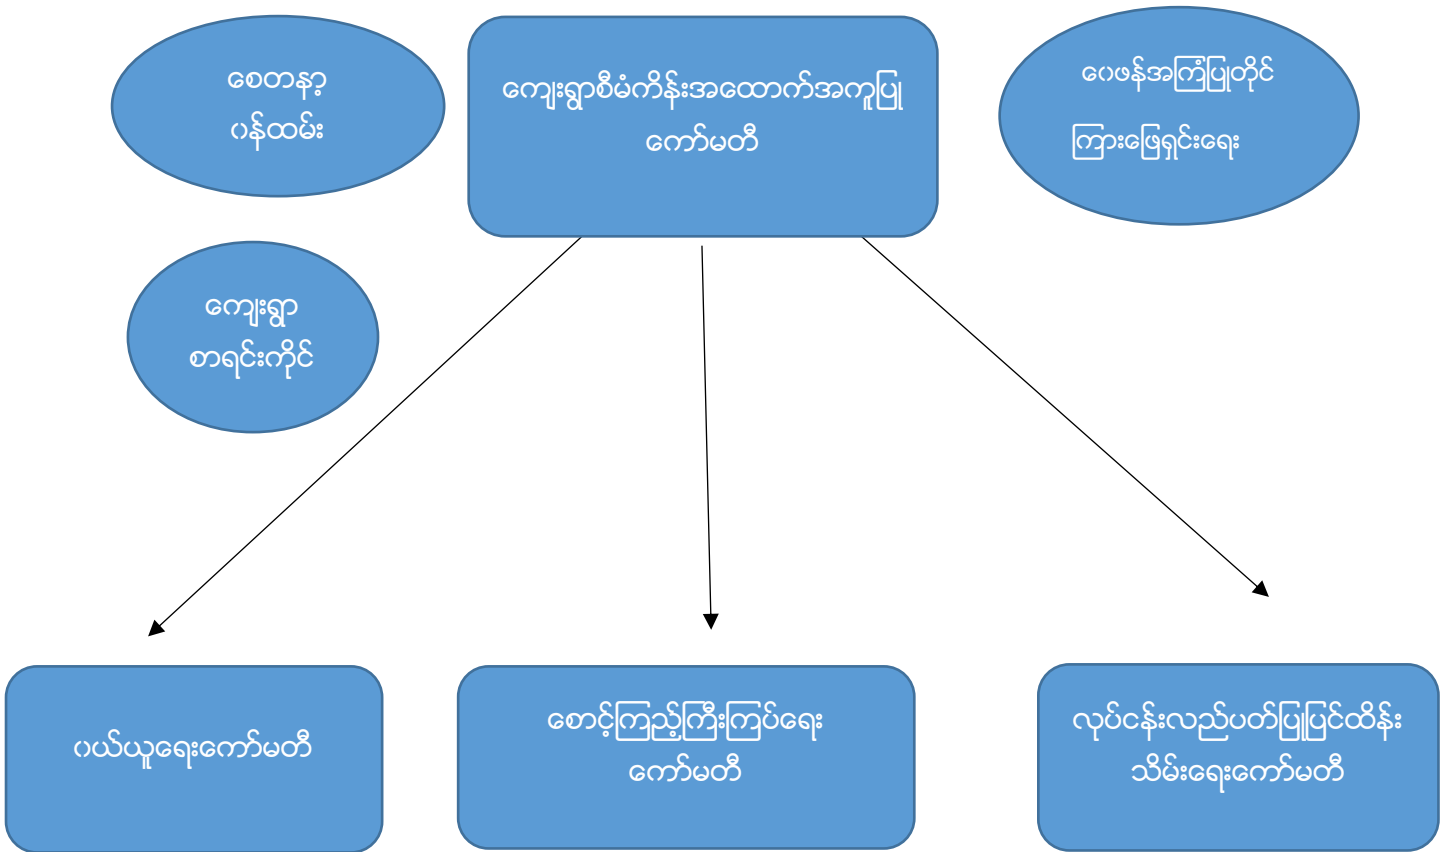 စေတနာ့
ဝန်ထမ်း
ကျေးရွာစီမံကိန်းအထောက်အကူပြု
ကော်မတီ
ဝေဖန်အကြံပြုတိုင်
ကြားဖြေရှင်းရေး
ကျေးရွာ
စာရင်းကိုင်
ဝယ်ယူရေးကော်မတီ
စောင့်ကြည့်ကြီးကြပ်ရေး
ကော်မတီ
လုပ်ငန်းလည်ပတ်ပြုပြင်ထိန်း
သိမ်းရေးကော်မတီ